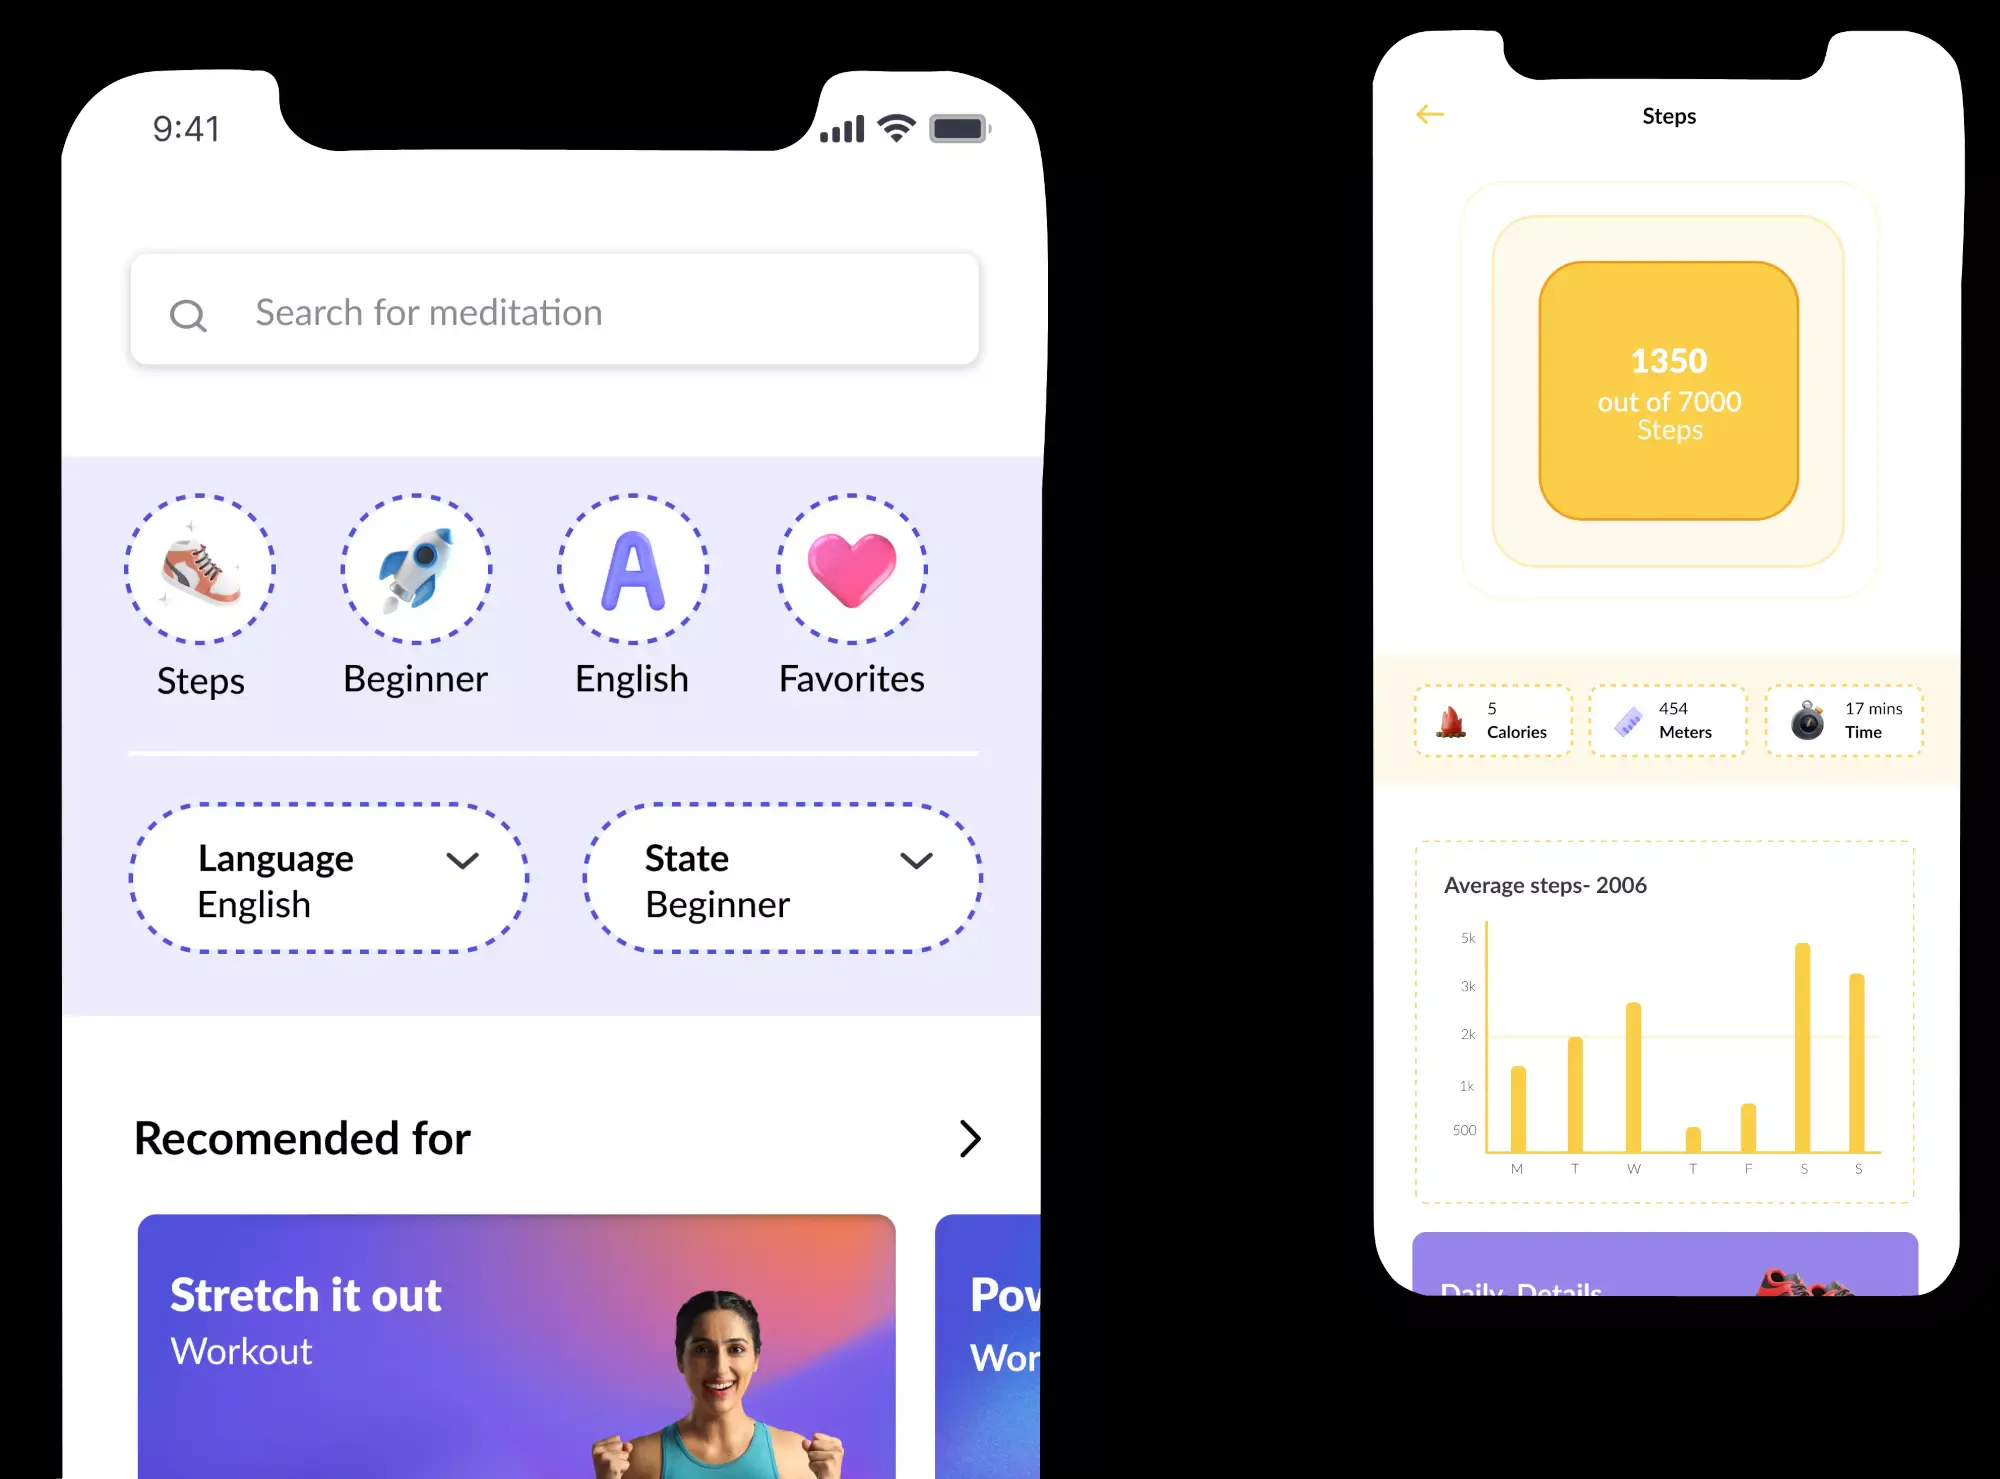 9:41
Search for meditation
Steps
Beginner
English
Favorites
Language
English
State
Beginner
Recomended for
Stretch it out
Workout
Steps
1350
out of 7000
Steps
5
Calories
454
Meters
17 mins
Time
Average steps- 2006
5k
3k
2k
1k
500
M T W T F S S
Daily Details